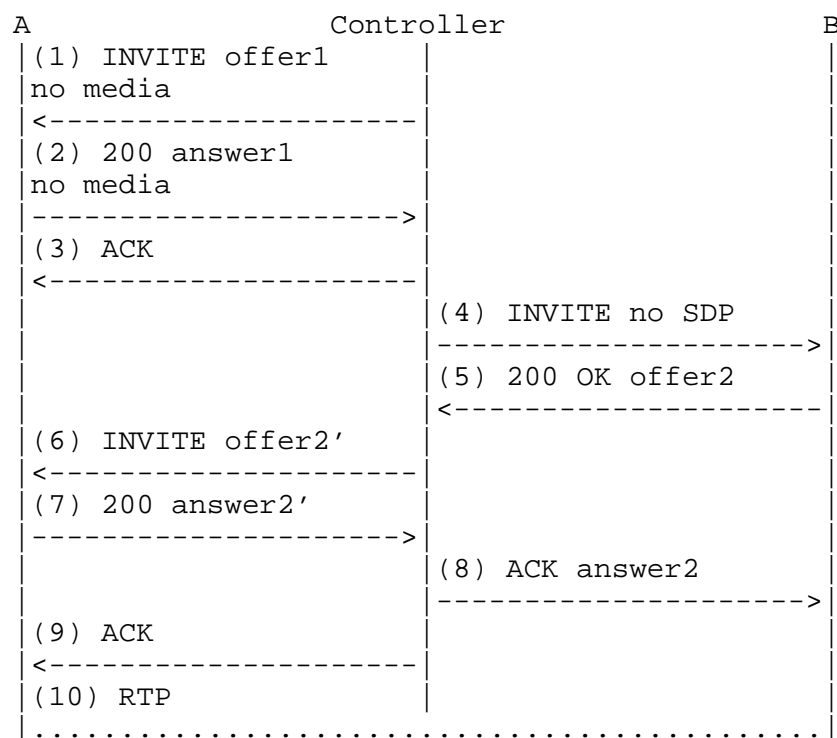 A Controller B
(1) INVITE offer1
no media
(2) 200 answer1
no media
(3) ACK
(4) INVITE no SDP
(5) 200 OK offer2
(6) INVITE offer2'
(7) 200 answer2'
(8) ACK answer2
(9) ACK
(10) RTP